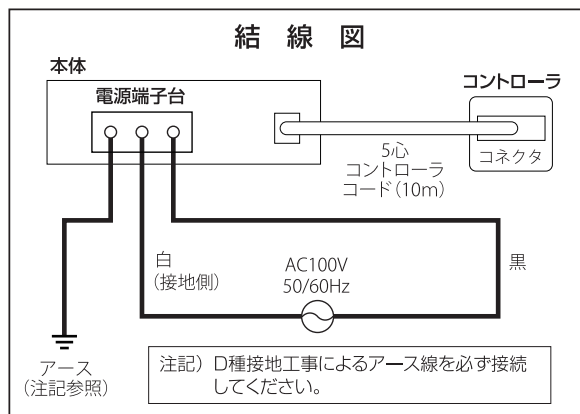 結線図
本体
電源端子台
コントローラ
コネクタ
5心
コントローラ
コード(10m)
白
(接地側)
AC100V
50/60Hz
黒
アース
(注記参照)
注記) D種接地工事によるアース線を必ず接続
してください。